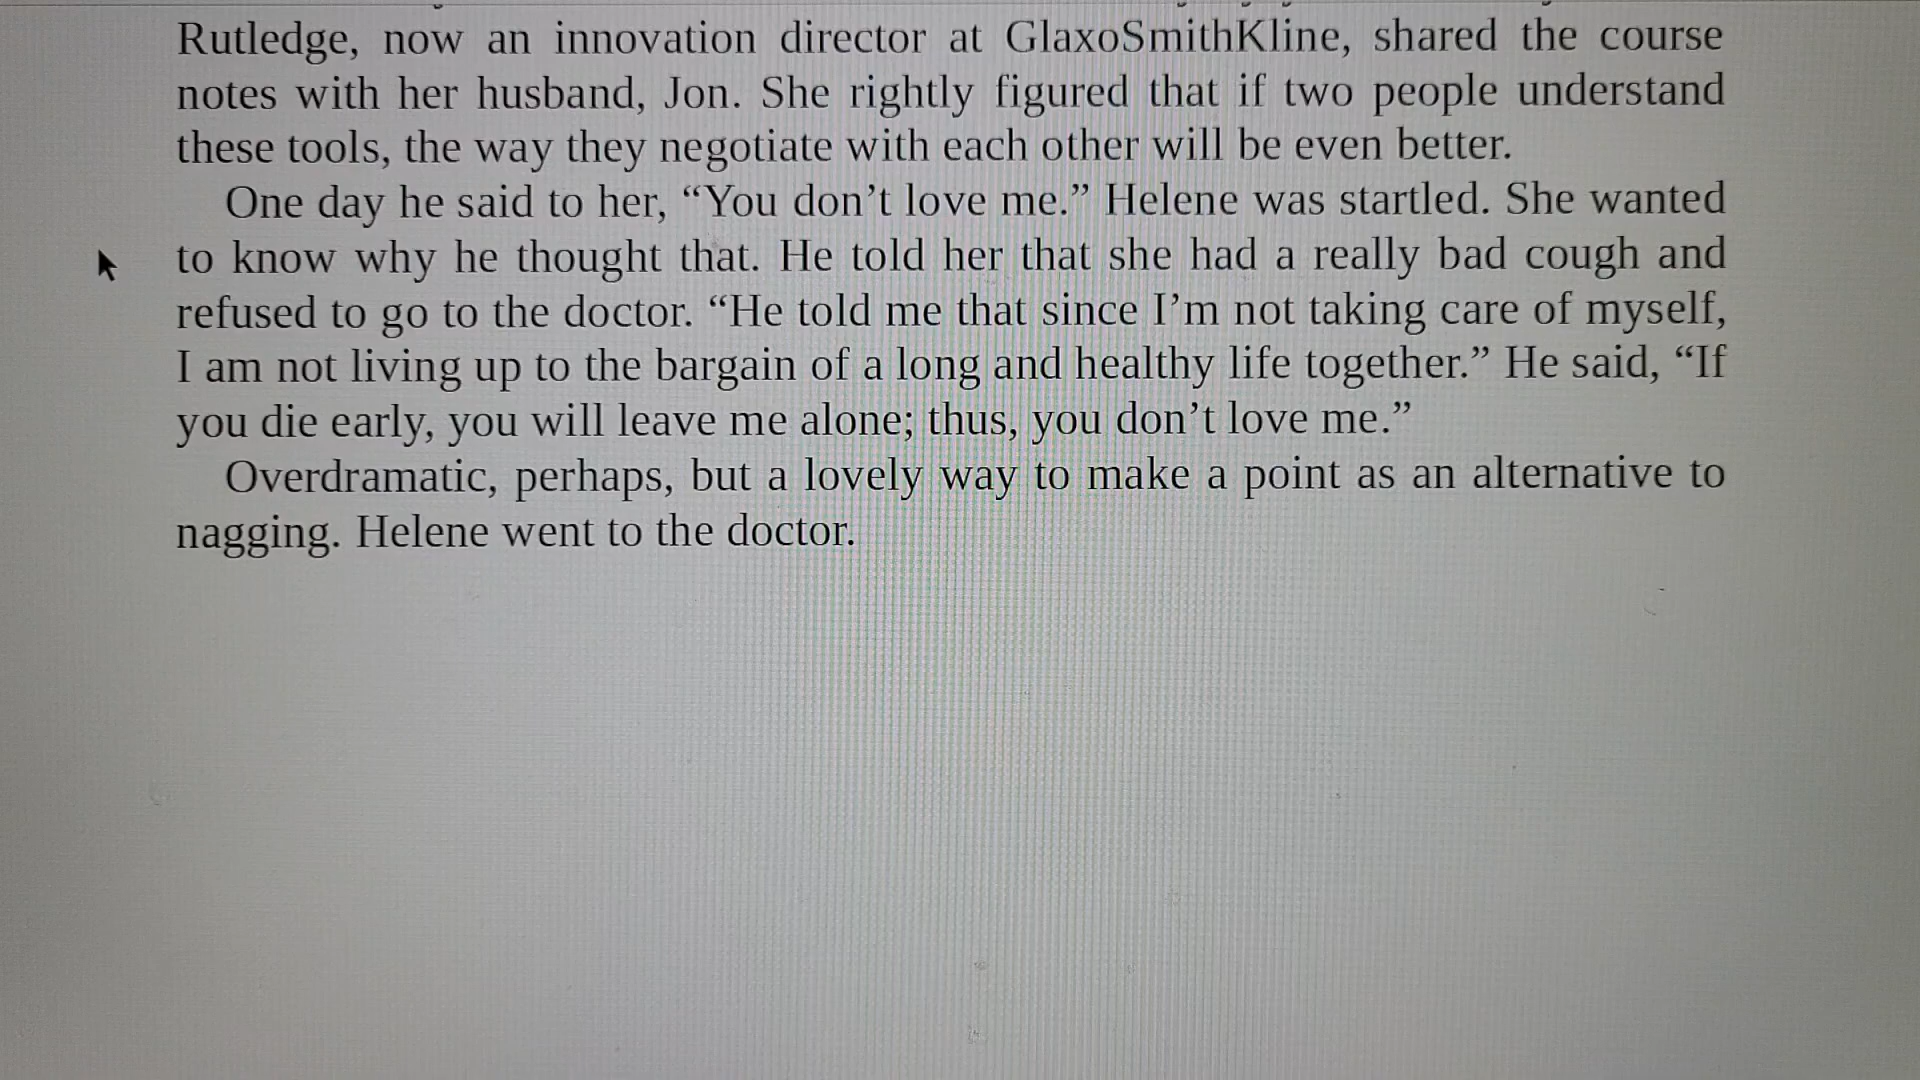 Rutledge, now an innovation director at GlaxoSmithKline, shared the course
notes with her husband, Jon. She rightly figured that if two people understand
these tools, the way they negotiate with each other will be even better.
One day he said to her, “You don’t love me.” Helene was startled. She wanted
to know why he thought that. He told her that she had a really bad cough and
refused to go to the doctor. “He told me that since I’m not taking care of myself,
I am not living up to the bargain of a long and healthy life together.” He said, “If
you die early, you will leave me alone; thus, you don’t love me.”
Overdramatic, perhaps, but a lovely way to make a point as an alternative to
nagging. Helene went to the doctor.